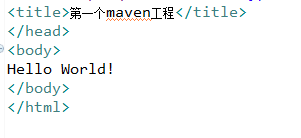 <title>第一个maven工程</title>
</head>
<body>
Hello World!
</body>
</html>